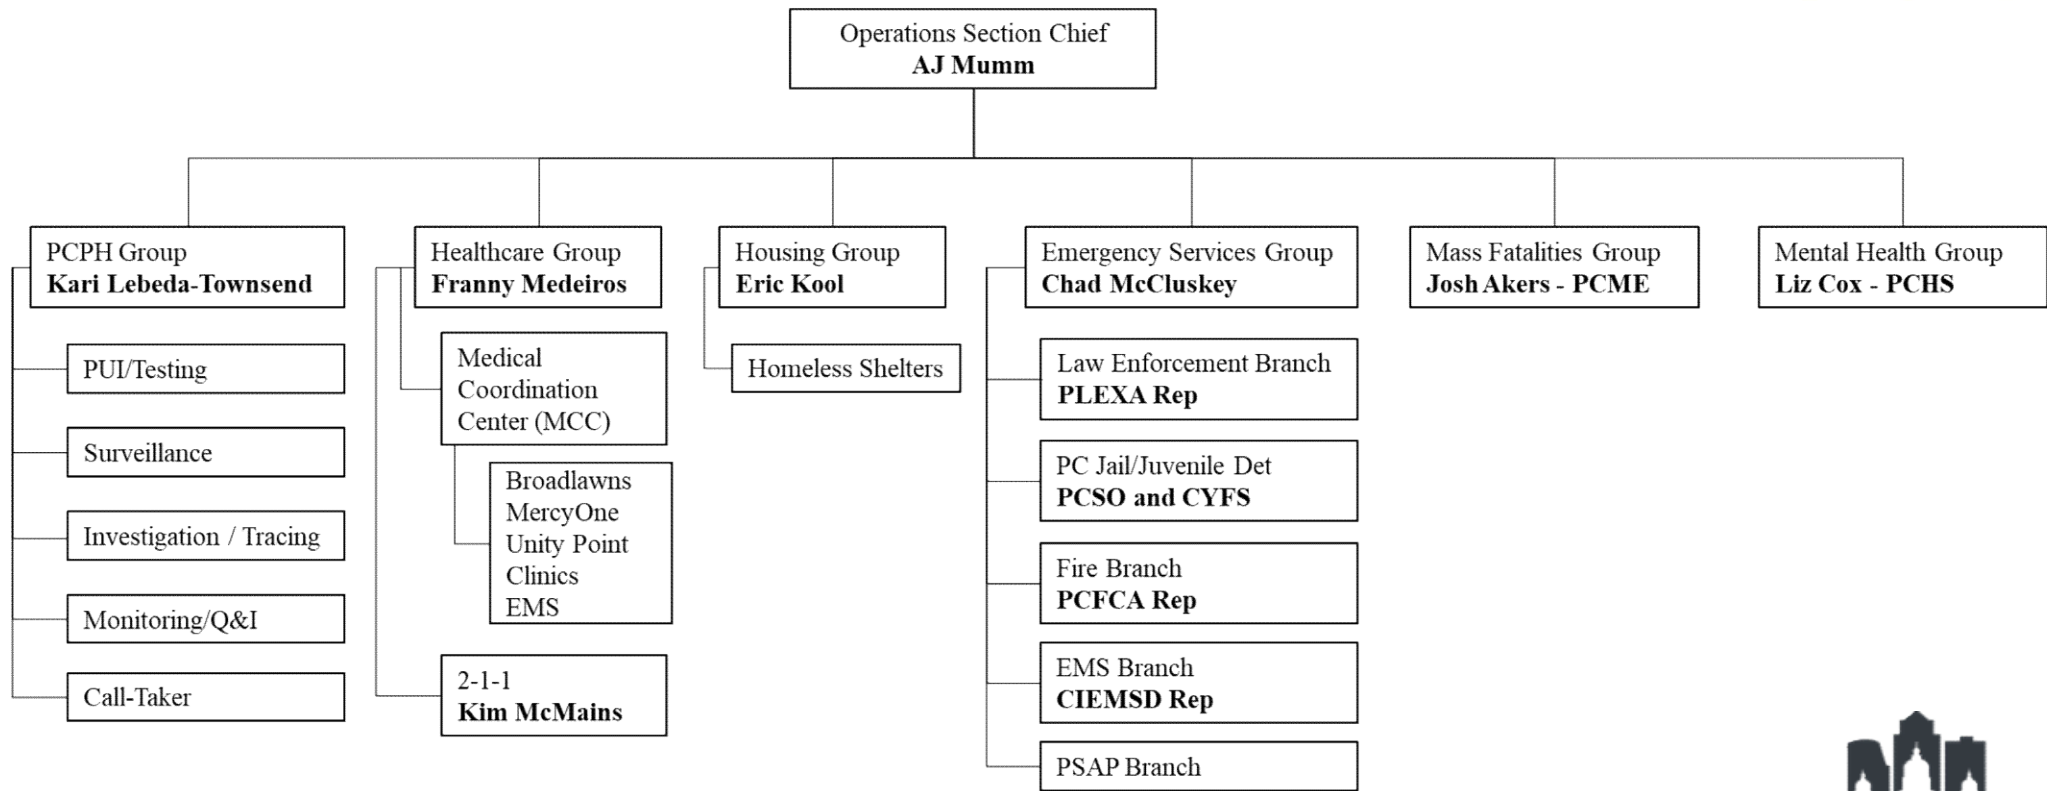 Operations Section Chief
AJ Mumm
PCPH Group
Kari Lebeda-Townsend
PUI/Testing
Surveillance
Investigation / Tracing
Monitoring/Q&I
Call-Taker
Healthcare Group
Franny Medeiros
Medical
Coordination
Center (MCC)
Broadlawns
MercyOne
Unity Point
Clinics
EMS
2-1-1
Kim McMains
Housing Group
Eric Kool
Homeless Shelters
Emergency Services Group
Chad McCluskey
Law Enforcement Branch
PLEXA Rep
PC Jail/Juvenile Det
PCSO and CYFS
Fire Branch
PCFCA Rep
EMS Branch
CIEMSD Rep
PSAP Branch
Mass Fatalities Group
Josh Akers - PCME
Mental Health Group
Liz Cox - PCHS